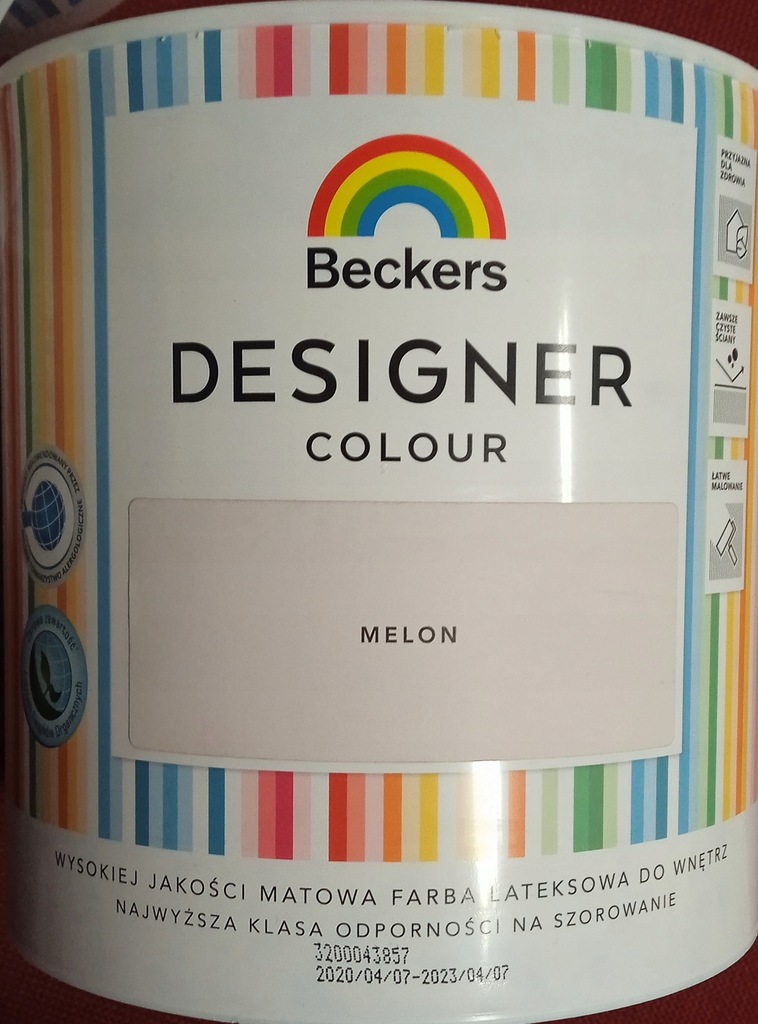 Beckers
DESIGNER
COLOUR
MELON
PRZYJAZNA
DLA
ZDROWIA
ZAWSZE
CZYSTE
ŚCIANY
ŁATWE
MALOWANIE
WYSOKIEJ JAKOŚCI MATOWA FARBA LATEKSOWA DO WNĘTRZ
NAJWYŻSZA KLASA ODPORNOŚCI NA SZOROWANIE
3200043857
2020/04/07-2023/04/07